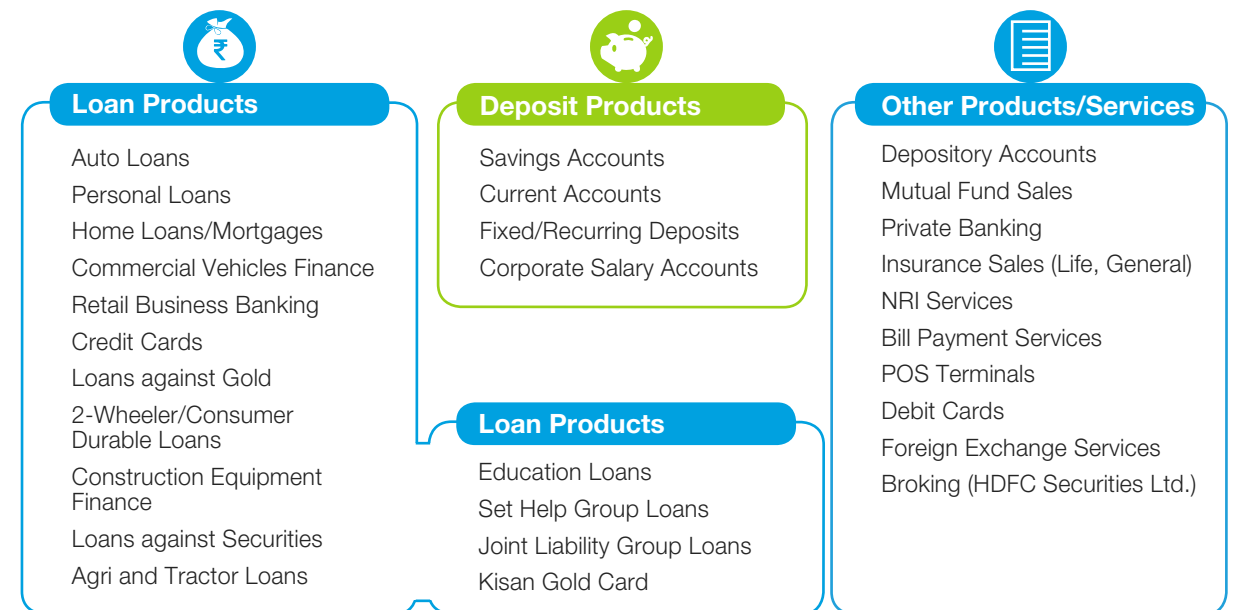 ₹
Loan Products
Auto Loans
Personal Loans
Home Loans/Mortgages
Commercial Vehicles Finance
Retail Business Banking
Credit Cards
Loans against Gold
2-Wheeler/Consumer
Durable Loans
Construction Equipment
Finance
Loans against Securities
Agri and Tractor Loans
Deposit Products
Savings Accounts
Current Accounts
Fixed/Recurring Deposits
Corporate Salary Accounts
Loan Products
Education Loans
Set Help Group Loans
Joint Liability Group Loans
Kisan Gold Card
Other Products/Services
Depository Accounts
Mutual Fund Sales
Private Banking
Insurance Sales (Life, General)
NRI Services
Bill Payment Services
POS Terminals
Debit Cards
Foreign Exchange Services
Broking (HDFC Securities Ltd.)